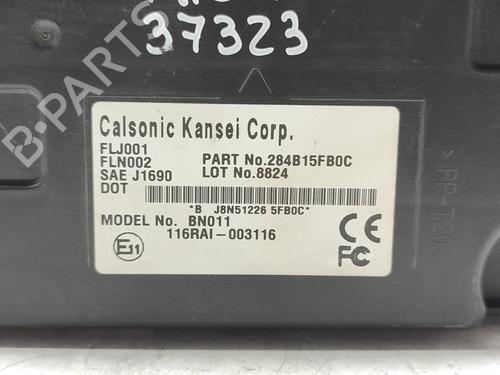 37323
B-PARTS
Calsonic Kansei Corp.
FLJ001
FLN002 PART No.284B15FB0C
SAE J1690 LOT No.8824
DOT
*B J8N51226 5FB0C*
MODEL No. BN011
116RAI-003116
E11
CE
FC
>PP-T20